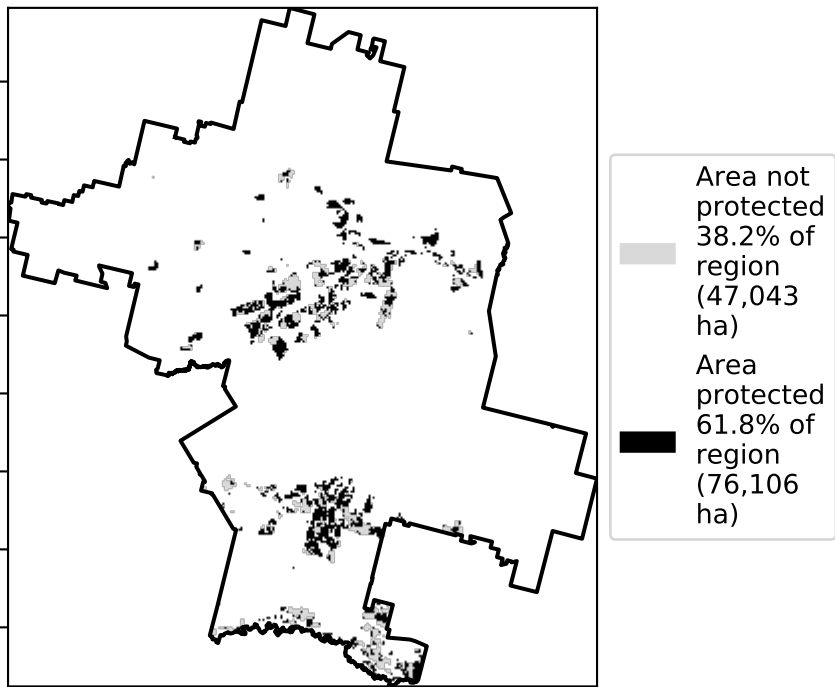 Area not
protected
38.2% of
region
(47,043
ha)
Area
protected
61.8% of
region
(76,106
ha)